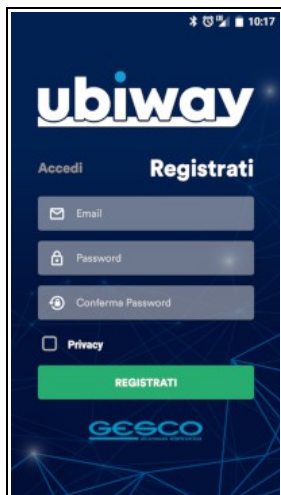 10:17
ubiway
Accedi Registrati
Email
Password
Conferma Password
Privacy
REGISTRATI
GESCO